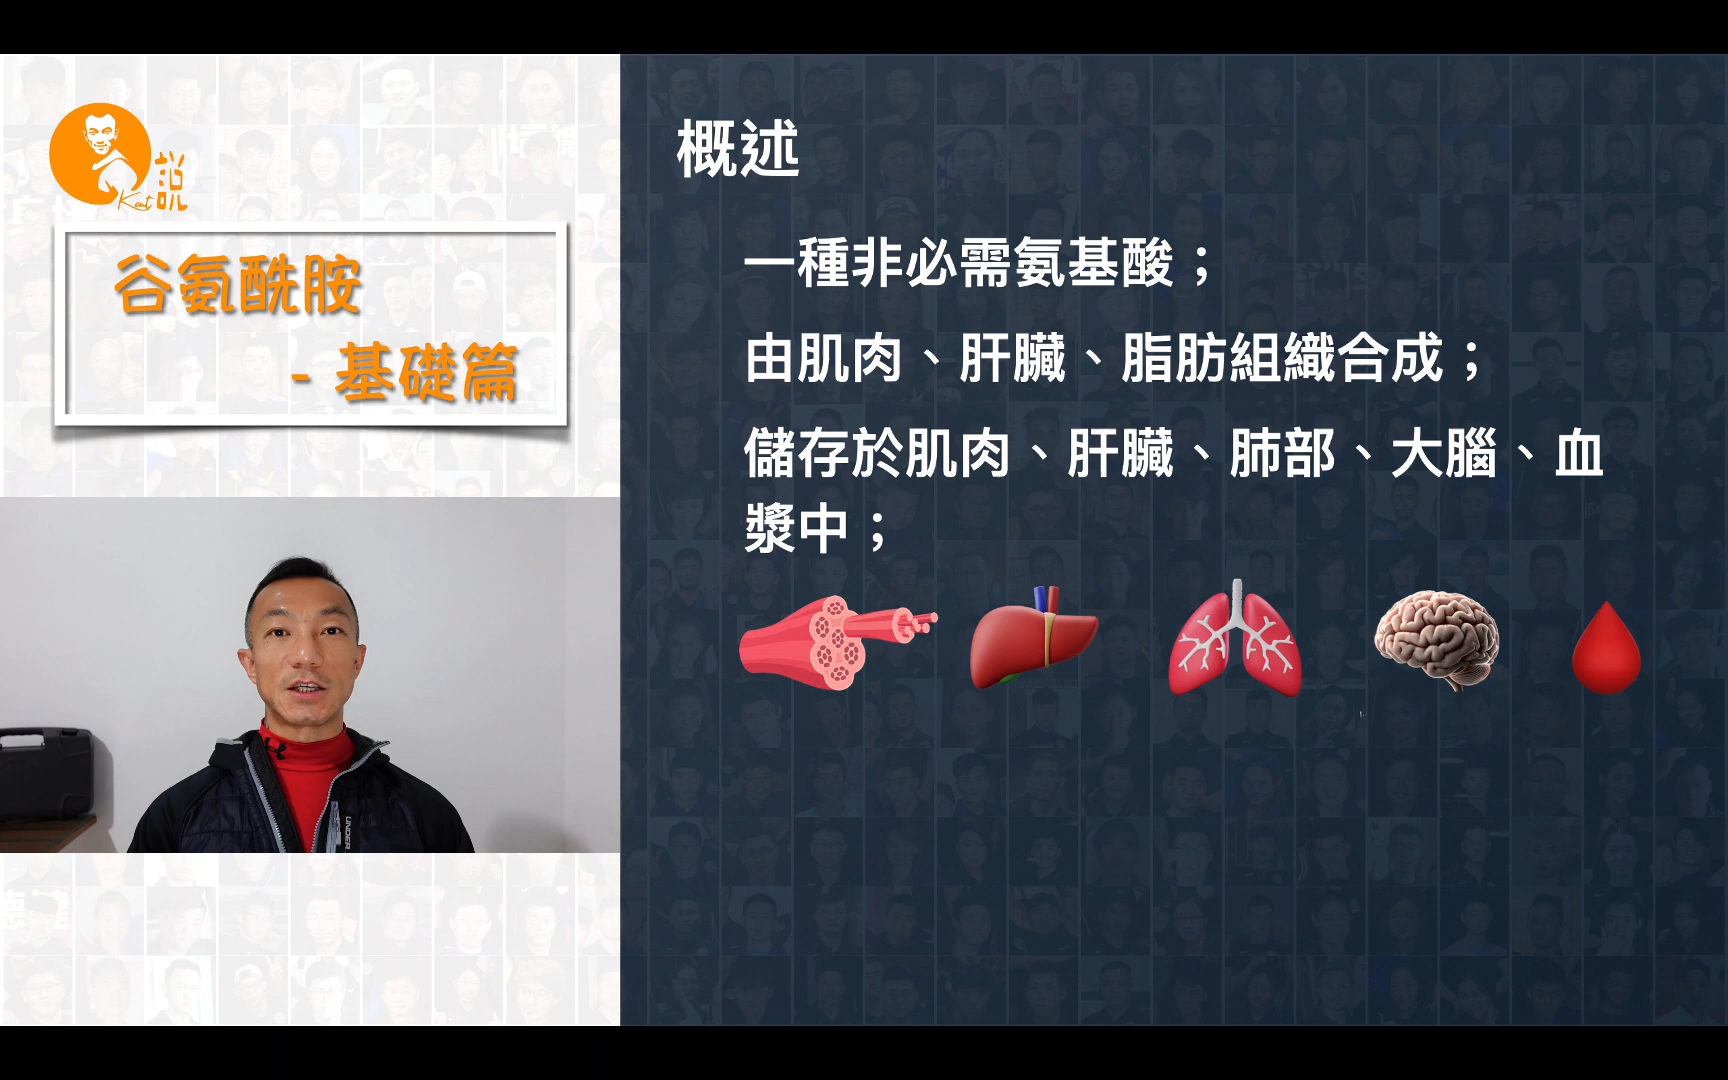 Kent
說
谷氨酰胺
- 基礎篇
概述
一種非必需氨基酸；
由肌肉、肝臟、脂肪組織合成；
儲存於肌肉、肝臟、肺部、大腦、血
漿中；
UNDER